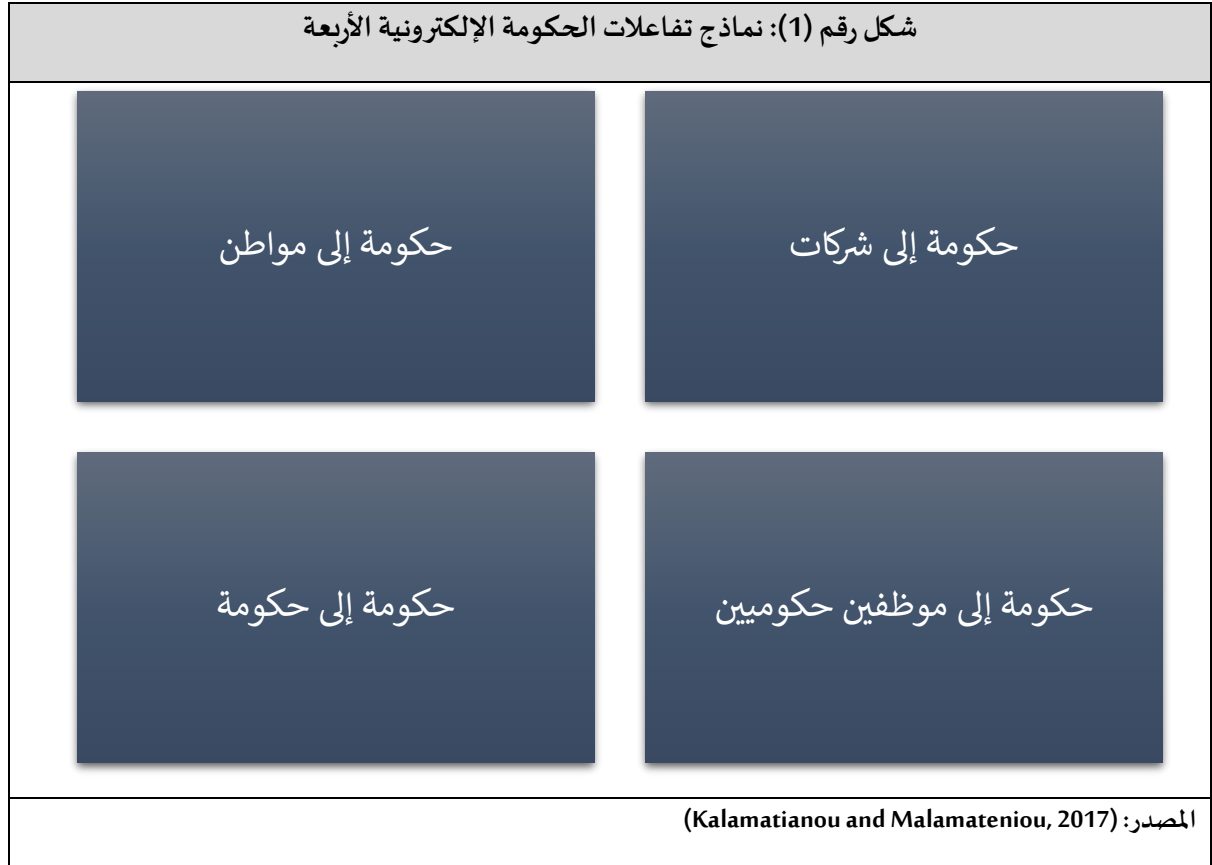 شكل رقم (1): نماذج تفاعلات الحكومة الإلكترونية الأربعة
حكومة إلى شركات
حكومة إلى مواطن
حكومة إلى موظفين حكوميين
حكومة إلى حكومة
المصدر: (Kalamatianou and Malamateniou, 2017)